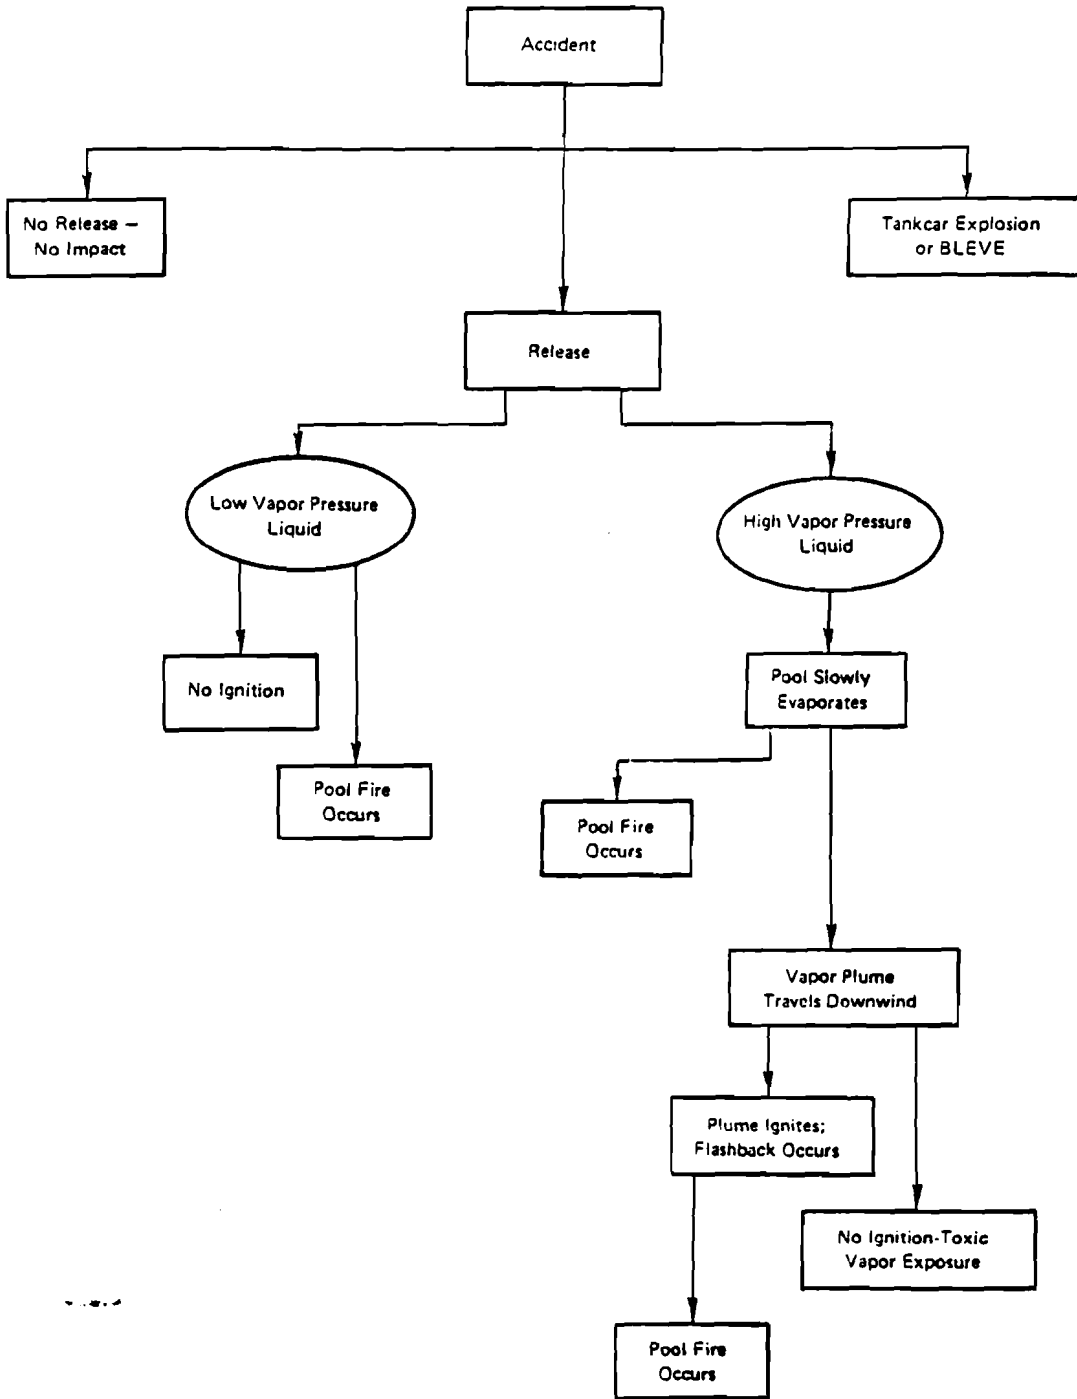 Accident
No Release –
No Impact
Tankcar Explosion
or BLEVE
Release
Low Vapor Pressure
Liquid
High Vapor Pressure
Liquid
No Ignition
Pool Slowly
Evaporates
Pool Fire
Occurs
Pool Fire
Occurs
Vapor Plume
Travels Downwind
Plume Ignites;
Flashback Occurs
No Ignition-Toxic
Vapor Exposure
Pool Fire
Occurs